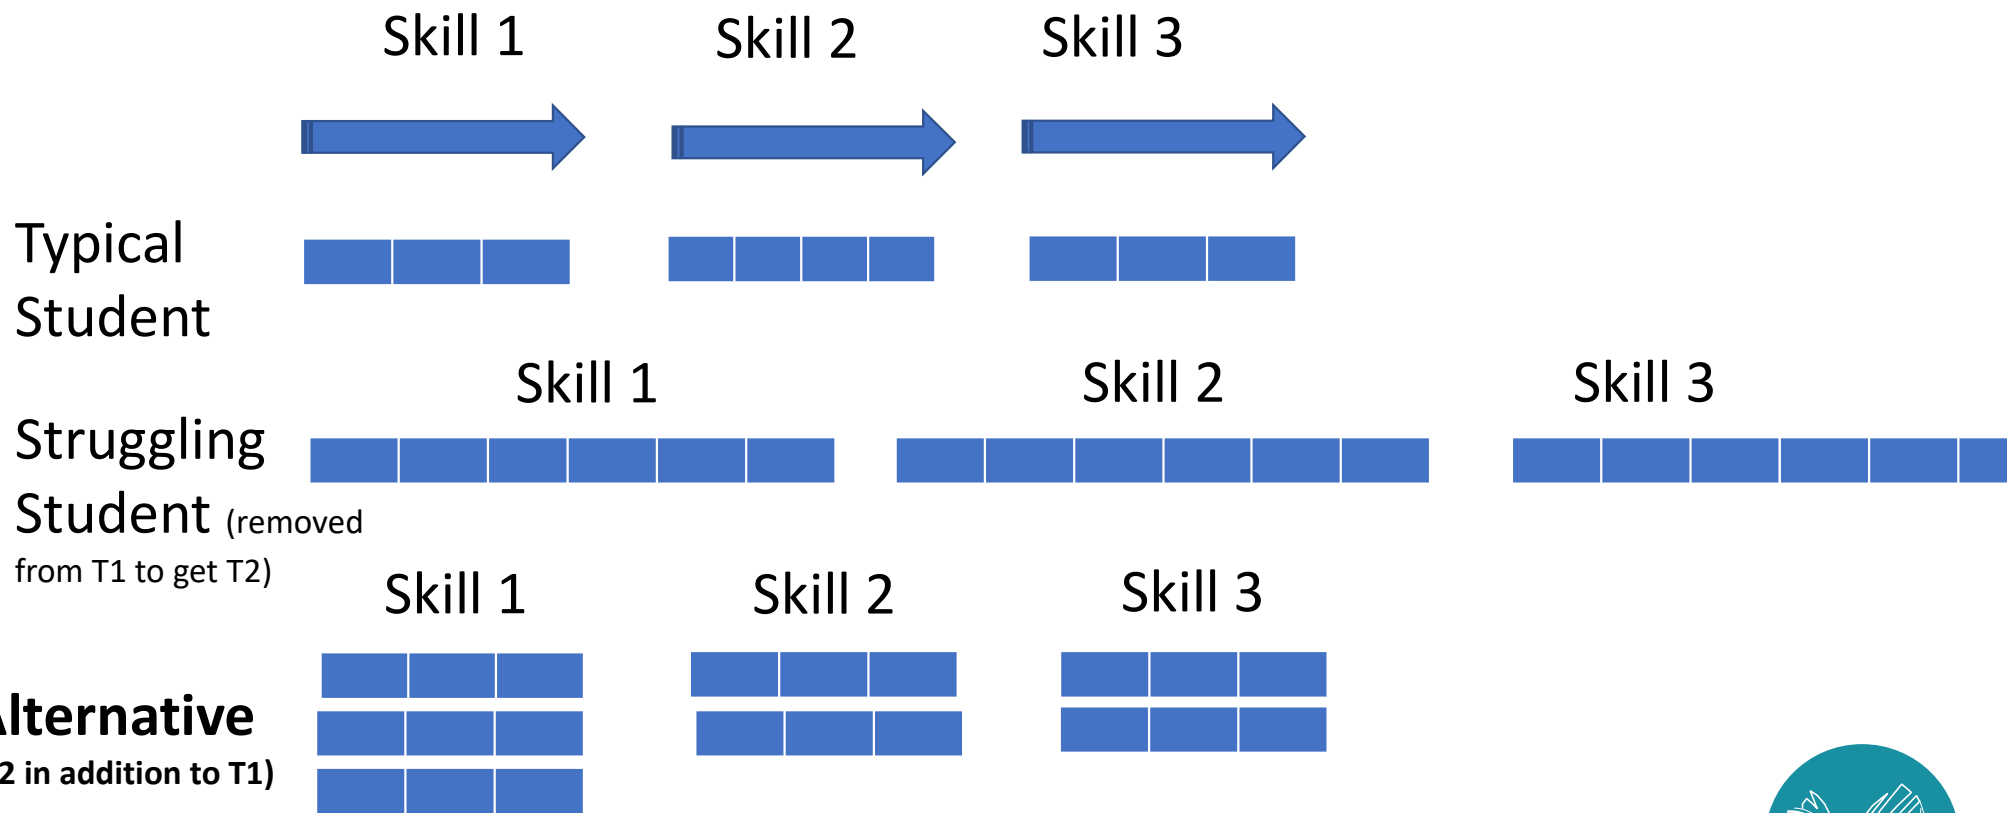 Skill 1 Skill 2 Skill 3
Typical
Student
Skill 1 Skill 2 Skill 3
Struggling
Student (removed
from T1 to get T2)
Skill 1 Skill 2 Skill 3
Alternative
2 in addition to T1)